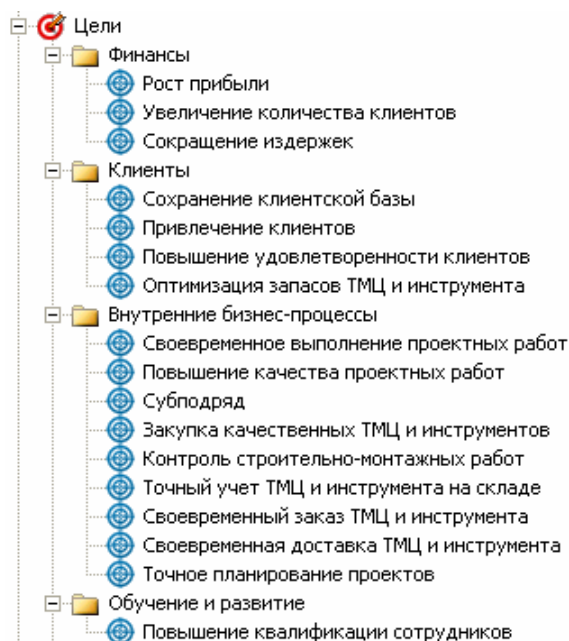 Цели
Финансы
Рост прибыли
Увеличение количества клиентов
Сокращение издержек
Клиенты
Сохранение клиентской базы
Привлечение клиентов
Повышение удовлетворенности клиентов
Оптимизация запасов ТМЦ и инструмента
Внутренние бизнес-процессы
Своевременное выполнение проектных работ
Повышение качества проектных работ
Субподряд
Закупка качественных ТМЦ и инструментов
Контроль строительно-монтажных работ
Точный учет ТМЦ и инструмента на складе
Своевременный заказ ТМЦ и инструмента
Своевременная доставка ТМЦ и инструмента
Точное планирование проектов
Обучение и развитие
Повышение квалификации сотрудников